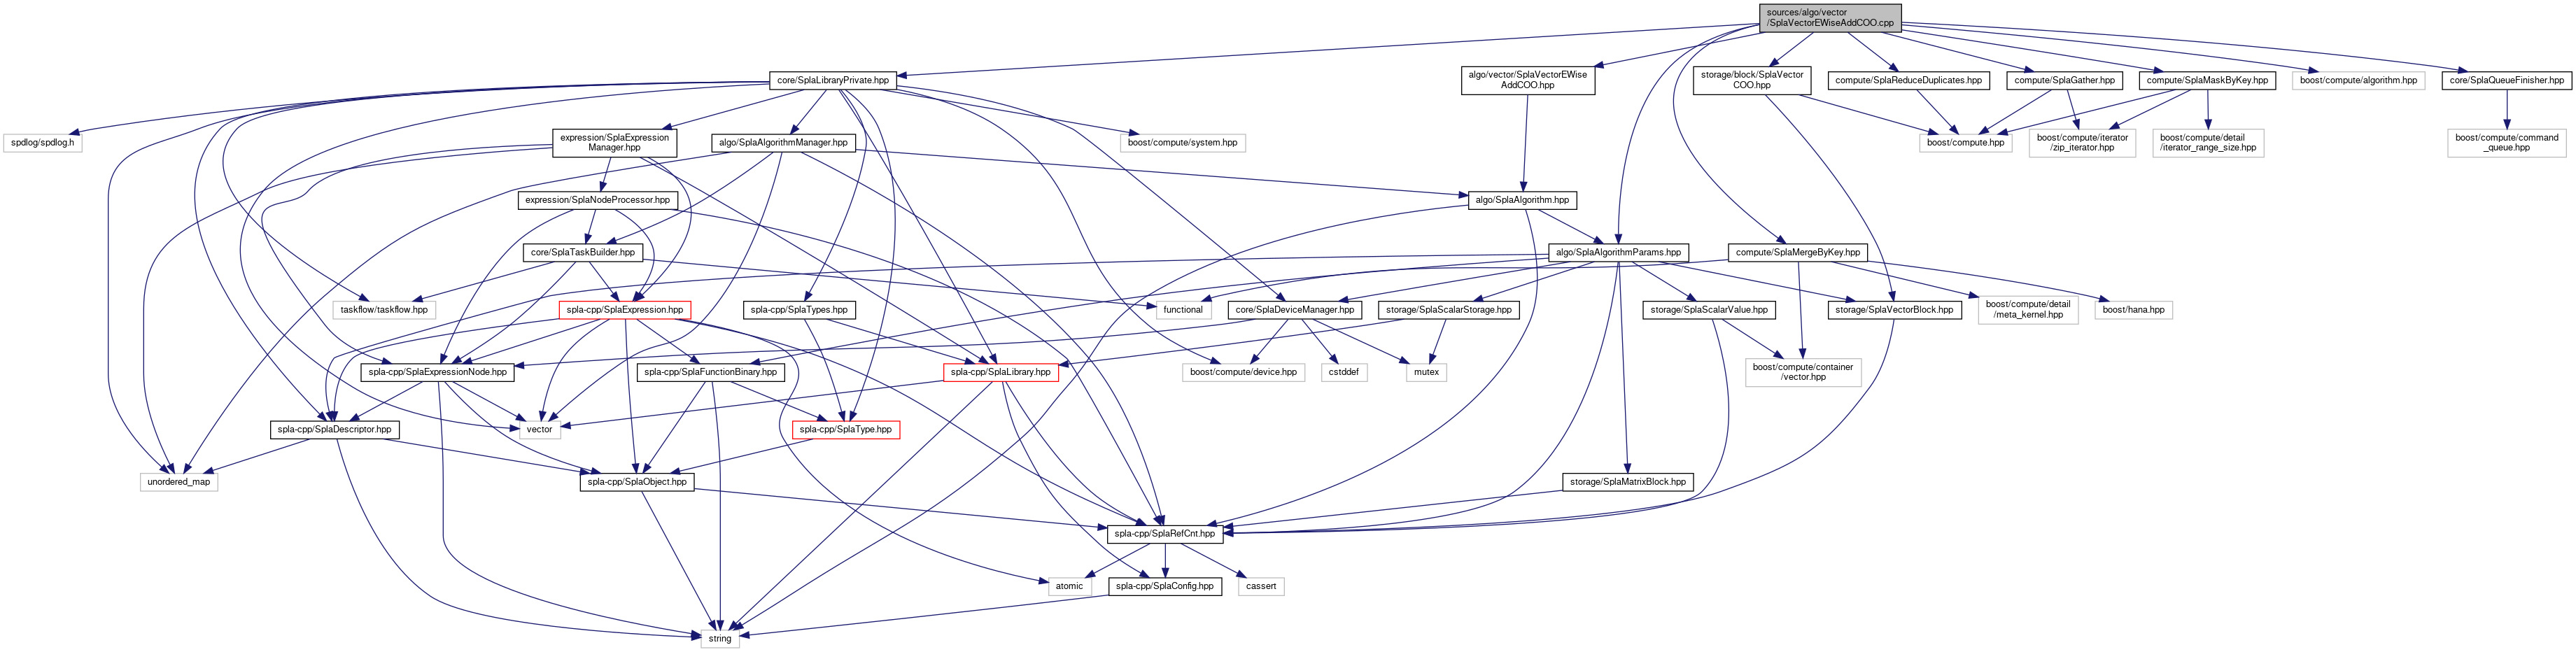 sources/algo/vector
/SplaVectorEWiseAddCOO.cpp
core/SplaLibraryPrivate.hpp
algo/vector/SplaVectorEWise
AddCOO.hpp
storage/block/SplaVector
COO.hpp
compute/SplaReduceDuplicates.hpp
compute/SplaGather.hpp
compute/SplaMaskByKey.hpp
boost/compute/algorithm.hpp
core/SplaQueueFinisher.hpp
spdlog/spdlog.h
expression/SplaExpression
Manager.hpp
algo/SplaAlgorithmManager.hpp
boost/compute/system.hpp
boost/compute.hpp
boost/compute/iterator
/zip_iterator.hpp
boost/compute/detail
/iterator_range_size.hpp
boost/compute/command
_queue.hpp
expression/SplaNodeProcessor.hpp
algo/SplaAlgorithm.hpp
core/SplaTaskBuilder.hpp
algo/SplaAlgorithmParams.hpp
compute/SplaMergeByKey.hpp
taskflow/taskflow.hpp
spla-cpp/SplaExpression.hpp
spla-cpp/SplaTypes.hpp
functional
core/SplaDeviceManager.hpp
storage/SplaScalarStorage.hpp
storage/SplaScalarValue.hpp
storage/SplaVectorBlock.hpp
boost/compute/detail
/meta_kernel.hpp
boost/hana.hpp
spla-cpp/SplaExpressionNode.hpp
spla-cpp/SplaFunctionBinary.hpp
spla-cpp/SplaLibrary.hpp
boost/compute/device.hpp
cstddef
mutex
boost/compute/container
/vector.hpp
spla-cpp/SplaDescriptor.hpp
vector
spla-cpp/SplaType.hpp
unordered_map
spla-cpp/SplaObject.hpp
storage/SplaMatrixBlock.hpp
spla-cpp/SplaRefCnt.hpp
atomic
spla-cpp/SplaConfig.hpp
cassert
string